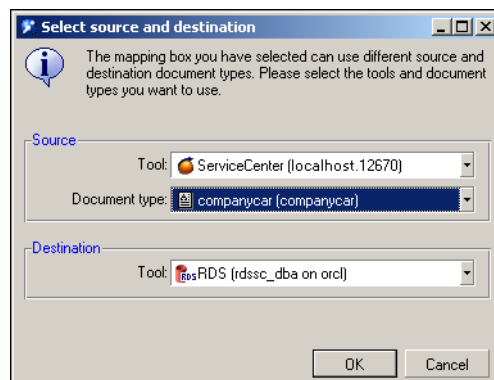 Select source and destination
The mapping box you have selected can use different source and
destination document types. Please select the tools and document
types you want to use.
Source
Tool: ServiceCenter (localhost.12670)
Document type: companycar (companycar)
Destination
Tool: RDS RDS (rdssc_dba on orcl)
OK Cancel